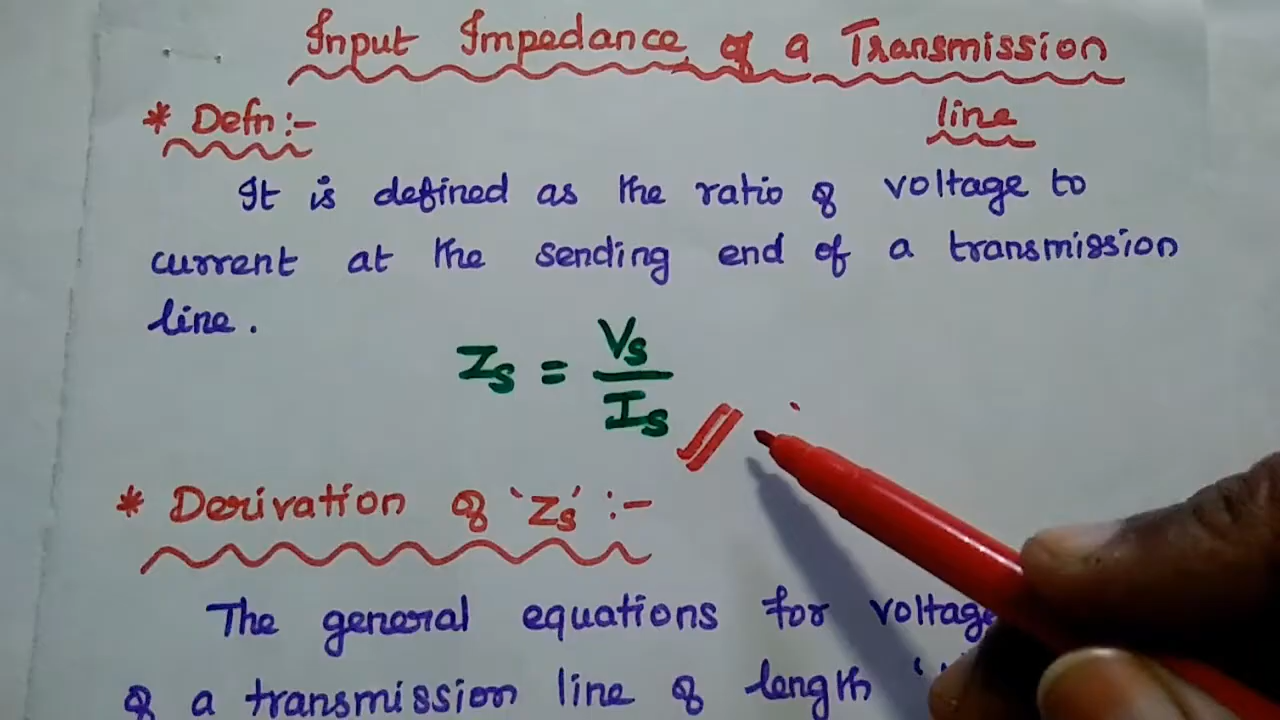 Input Impedance of a Transmission
line
* Defn :-
It is defined as the ratio of voltage to
current at the sending end of a transmission
line.
Zs = Vs
Is
* Derivation of 'Zs' :-
The general equations for voltage
of a transmission line of length